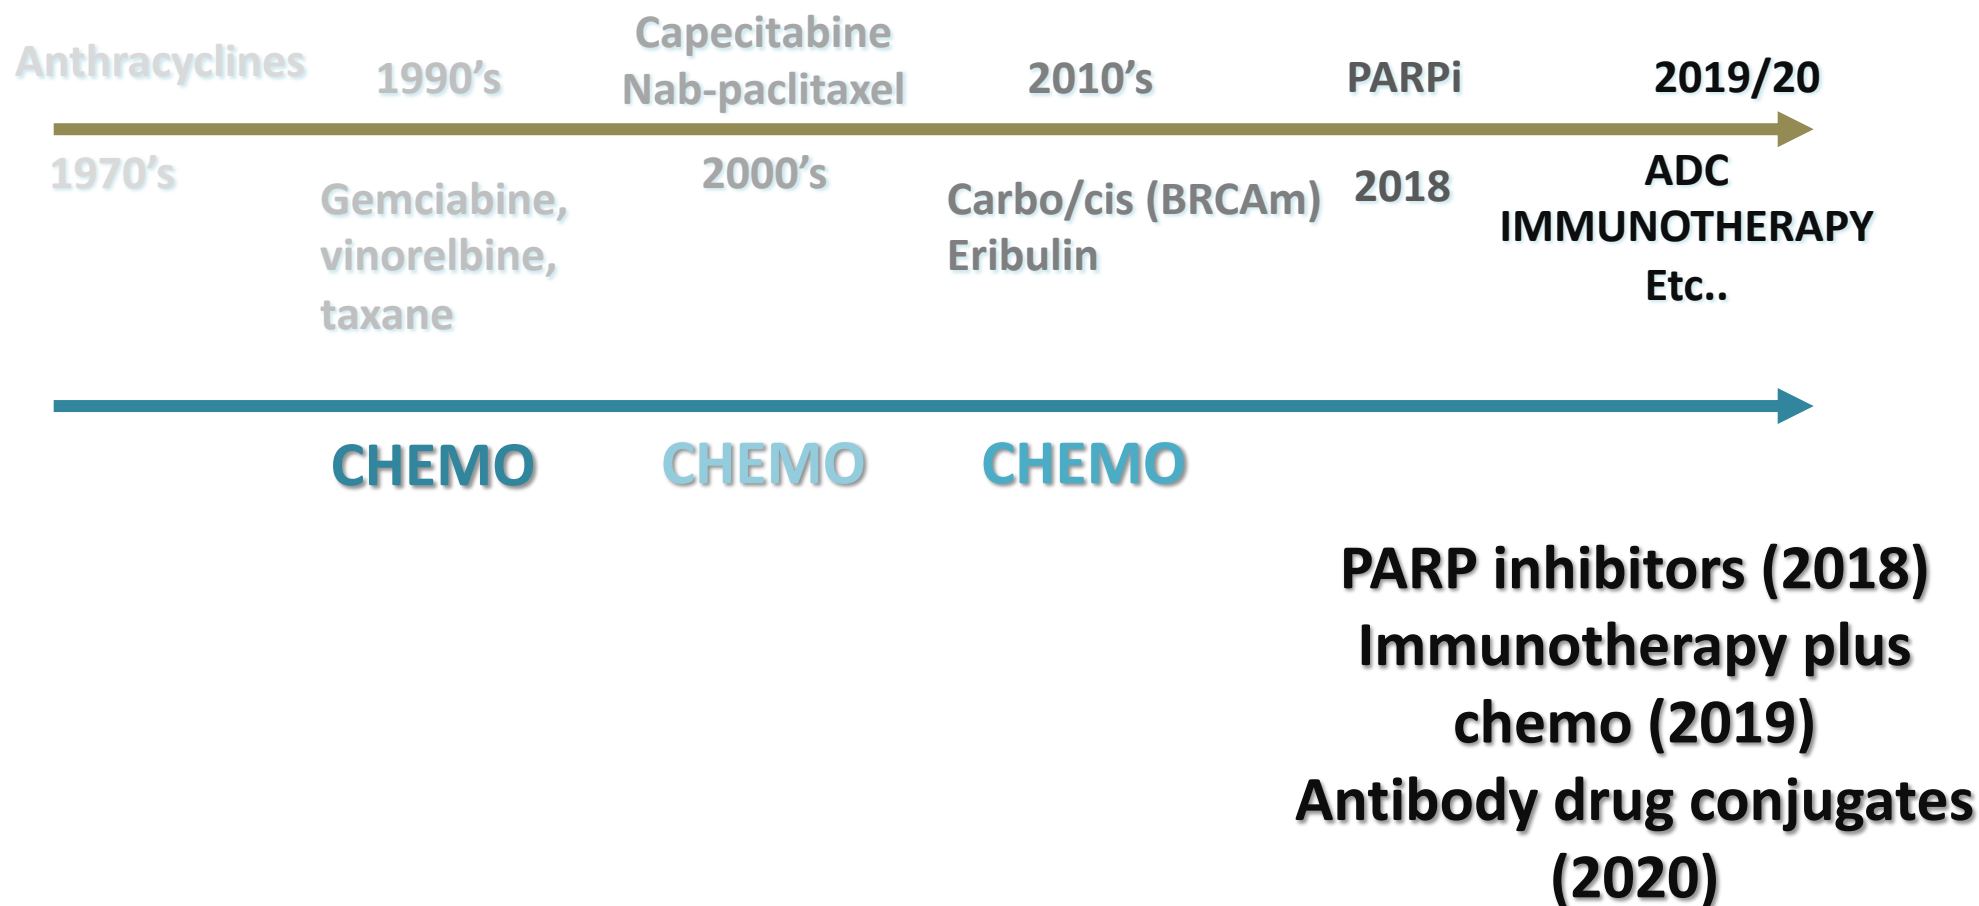 Anthracyclines
1970's
1990's
Gemciabine,
vinorelbine,
taxane
Capecitabine
Nab-paclitaxel
2000's
2010's
Carbo/cis (BRCAm)
Eribulin
PARPi
2018
2019/20
ADC
IMMUNOTHERAPY
Etc..
CHEMO
CHEMO
CHEMO
PARP inhibitors (2018)
Immunotherapy plus
chemo (2019)
Antibody drug conjugates
(2020)